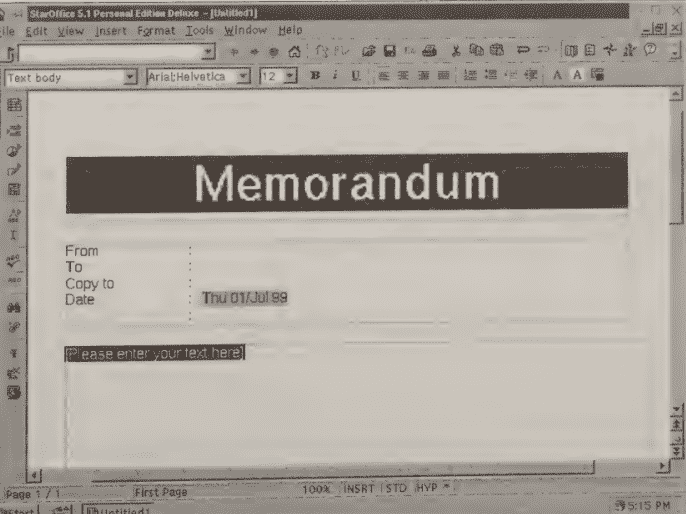 StarOffice 5.1 Personal Edition Deluxe - [Untitled1]
File Edit View Insert Format Tools Window Help
Text body Arial;Helvetica 12 B i U A A
Memorandum
From :
To :
Copy to :
Date : Thu 01/Jul 99
[Please enter your text here]
Page 1 / 1 First Page 100% INSRT STD HYP *
Start Untitled1 5:15 PM